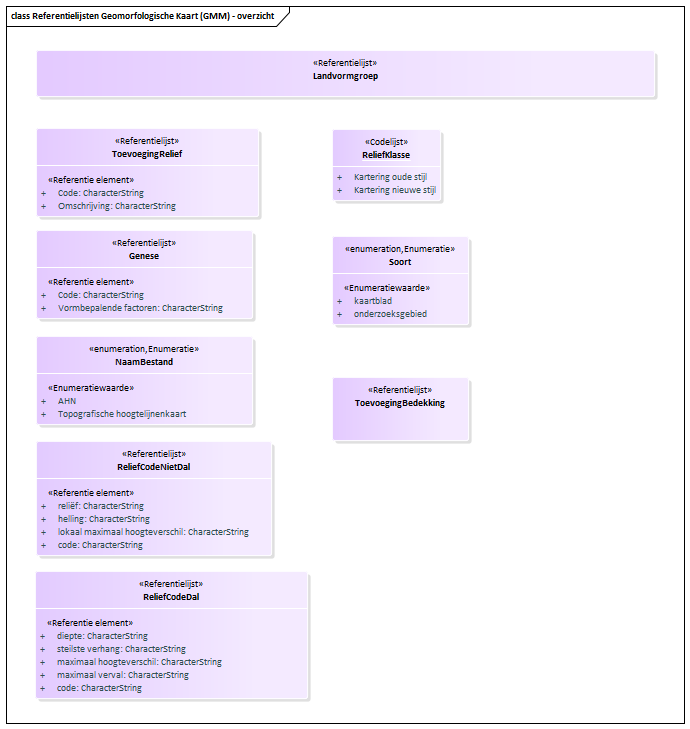 class Referentielijsten Geomorfologische Kaart (GMM) - overzicht
«Referentielijst»
Landvormgroep
«Referentielijst»
ToevoegingRelief
«Referentie element»
+ Code: CharacterString
+ Omschrijving: CharacterString
«Codelijst»
ReliefKlasse
+ Kartering oude stijl
+ Kartering nieuwe stijl
«Referentielijst»
Genese
«Referentie element»
+ Code: CharacterString
+ Vormbepalende factoren: CharacterString
«enumeration,Enumeratie»
Soort
«Enumeratiewaarde»
+ kaartblad
+ onderzoeksgebied
«enumeration,Enumeratie»
NaamBestand
«Enumeratiewaarde»
+ AHN
+ Topografische hoogtelijnenkaart
«Referentielijst»
ToevoegingBedekking
«Referentielijst»
ReliefCodeNietDal
«Referentie element»
+ reliëf: CharacterString
+ helling: CharacterString
+ lokaal maximaal hoogteverschil: CharacterString
+ code: CharacterString
«Referentielijst»
ReliefCodeDal
«Referentie element»
+ diepte: CharacterString
+ steilste verhang: CharacterString
+ maximaal hoogteverschil: CharacterString
+ maximaal verval: CharacterString
+ code: CharacterString